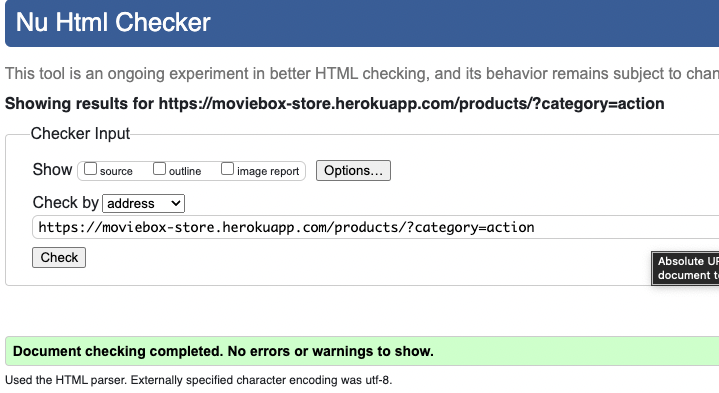 Nu Html Checker
This tool is an ongoing experiment in better HTML checking, and its behavior remains subject to
Showing results for https://moviebox-store.herokuapp.com/products/?category=action
Checker Input
Show source outline image report Options...
Check by address
https://moviebox-store.herokuapp.com/products/?category=action
Check
Absolute
document
Document checking completed. No errors or warnings to show.
Used the HTML parser. Externally specified character encoding was utf-8.